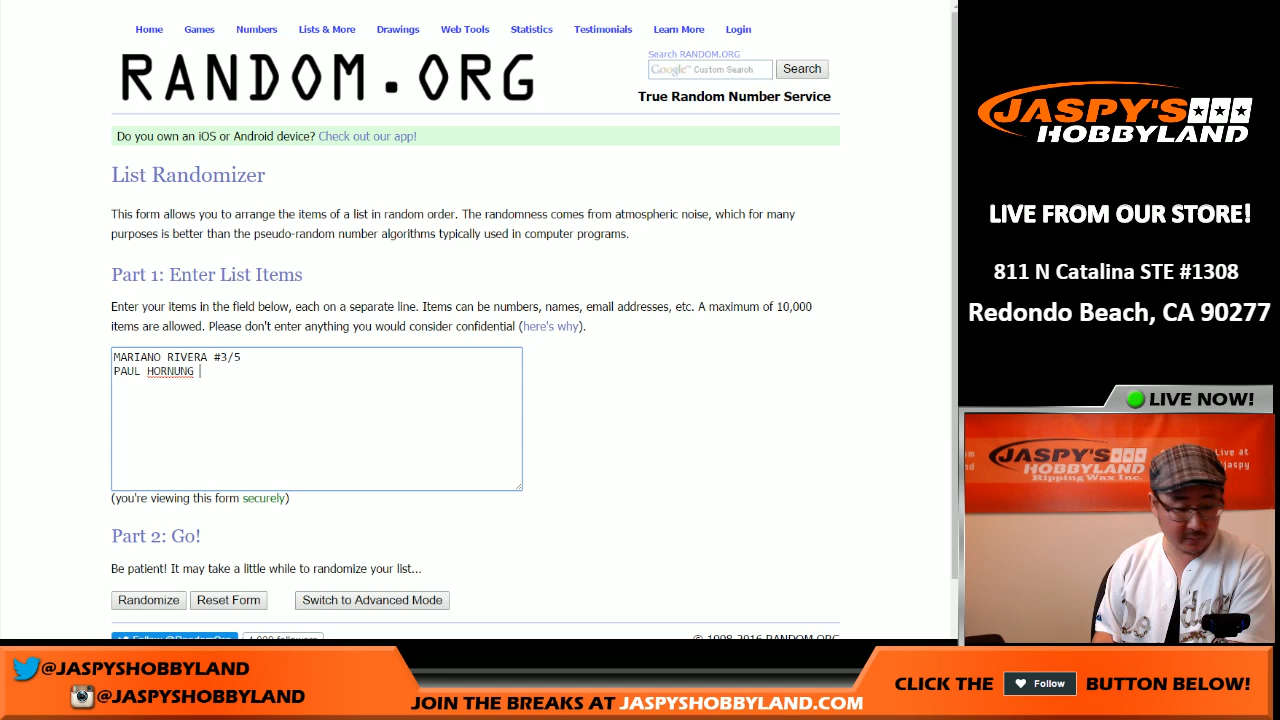 Home Games Numbers Lists & More Drawings Web Tools Statistics Testimonials Learn More Login
RANDOM.ORG
Search RANDOM.ORG
Google™ Custom Search Search
True Random Number Service
Do you own an iOS or Android device? Check out our app!
List Randomizer
This form allows you to arrange the items of a list in random order. The randomness comes from atmospheric noise, which for many
purposes is better than the pseudo-random number algorithms typically used in computer programs.
Part 1: Enter List Items
Enter your items in the field below, each on a separate line. Items can be numbers, names, email addresses, etc. A maximum of 10,000
items are allowed. Please don't enter anything you would consider confidential (here's why).
MARIANO RIVERA #3/5
PAUL HORNUNG
(you're viewing this form securely)
Part 2: Go!
Be patient! It may take a little while to randomize your list...
Randomize Reset Form Switch to Advanced Mode
JASPY'S
HOBBYLAND
LIVE FROM OUR STORE!
811 N Catalina STE #1308
Redondo Beach, CA 90277
LIVE NOW!
JASPY'S
HOBBYLAND
Ripping Wax Inc.
Live at
@JASPYSHOBBYLAND
@JASPYSHOBBYLAND
JOIN THE BREAKS AT JASPYSHOBBYLAND.COM
CLICK THE Follow BUTTON BELOW!